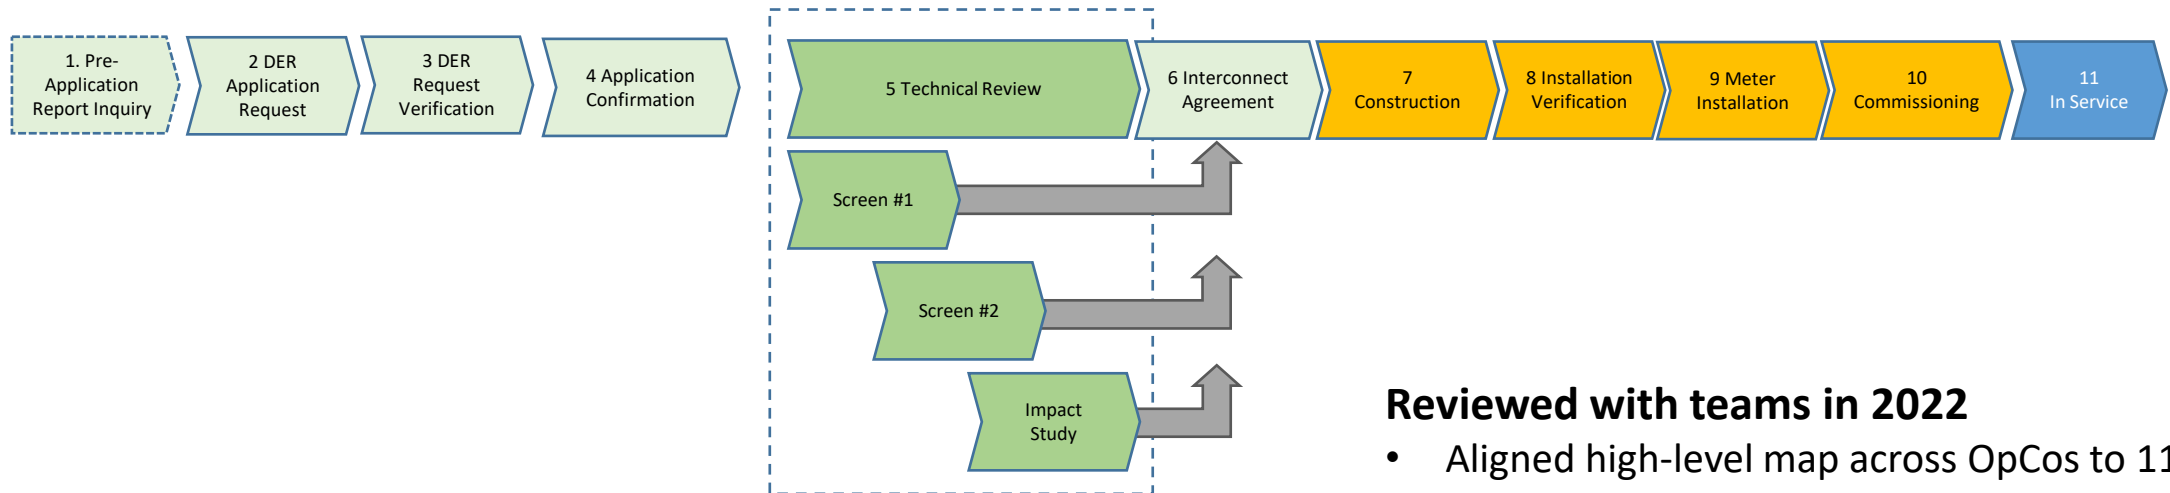 1. Pre-
Application
Report Inquiry
2 DER
Application
Request
3 DER
Request
Verification
4 Application
Confirmation
5 Technical Review
6 Interconnect
Agreement
7
Construction
8 Installation
Verification
9 Meter
Installation
10
Commissioning
11
In Service
Screen #1
Screen #2
Impact
Study
Reviewed with teams in 2022
• Aligned high-level map across OpCos to 11